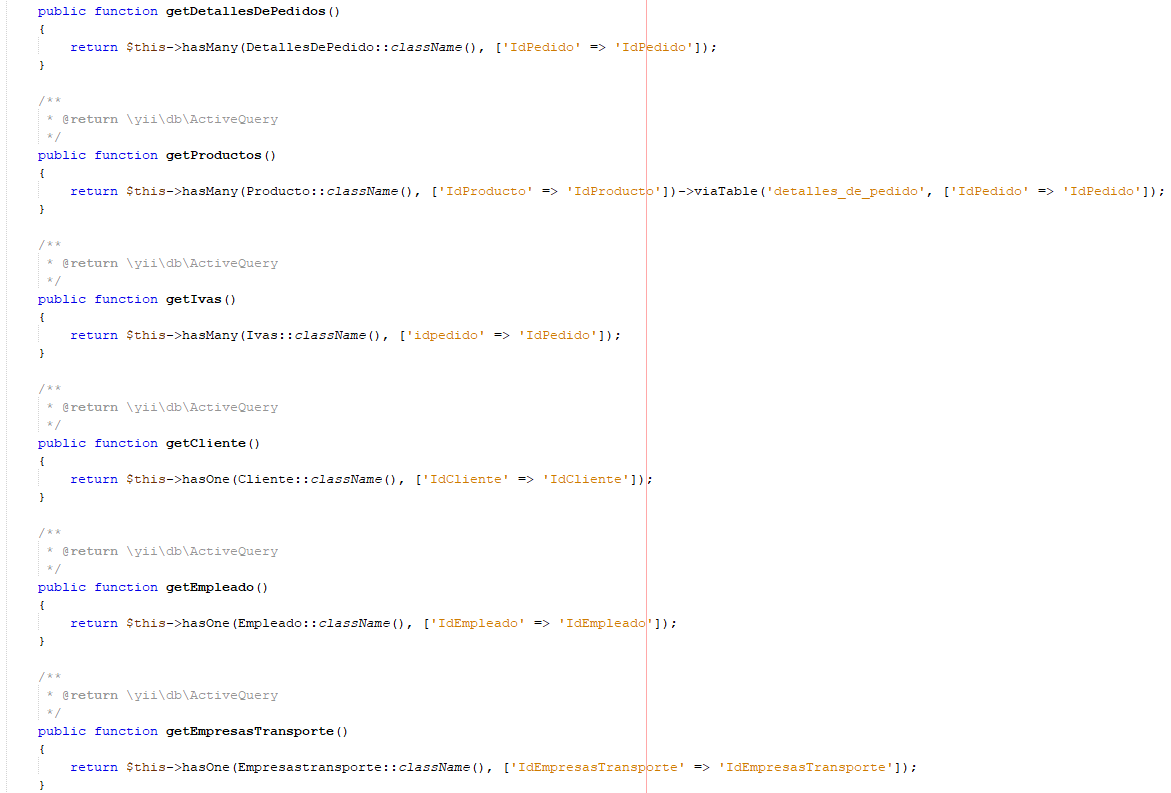 public function getDetallesDePedidos()
{
    return $this->hasMany(DetallesDePedido::className(), ['IdPedido' => 'IdPedido']);
}

/**
 * @return \yii\db\ActiveQuery
 */
public function getProductos()
{
    return $this->hasMany(Producto::className(), ['IdProducto' => 'IdProducto'])->viaTable('detalles_de_pedido', ['IdPedido' => 'IdPedido']);
}

/**
 * @return \yii\db\ActiveQuery
 */
public function getIvas()
{
    return $this->hasMany(Ivas::className(), ['idpedido' => 'IdPedido']);
}

/**
 * @return \yii\db\ActiveQuery
 */
public function getCliente()
{
    return $this->hasOne(Cliente::className(), ['IdCliente' => 'IdCliente']);
}

/**
 * @return \yii\db\ActiveQuery
 */
public function getEmpleado()
{
    return $this->hasOne(Empleado::className(), ['IdEmpleado' => 'IdEmpleado']);
}

/**
 * @return \yii\db\ActiveQuery
 */
public function getEmpresasTransporte()
{
    return $this->hasOne(Empresastransporte::className(), ['IdEmpresasTransporte' => 'IdEmpresasTransporte']);
}